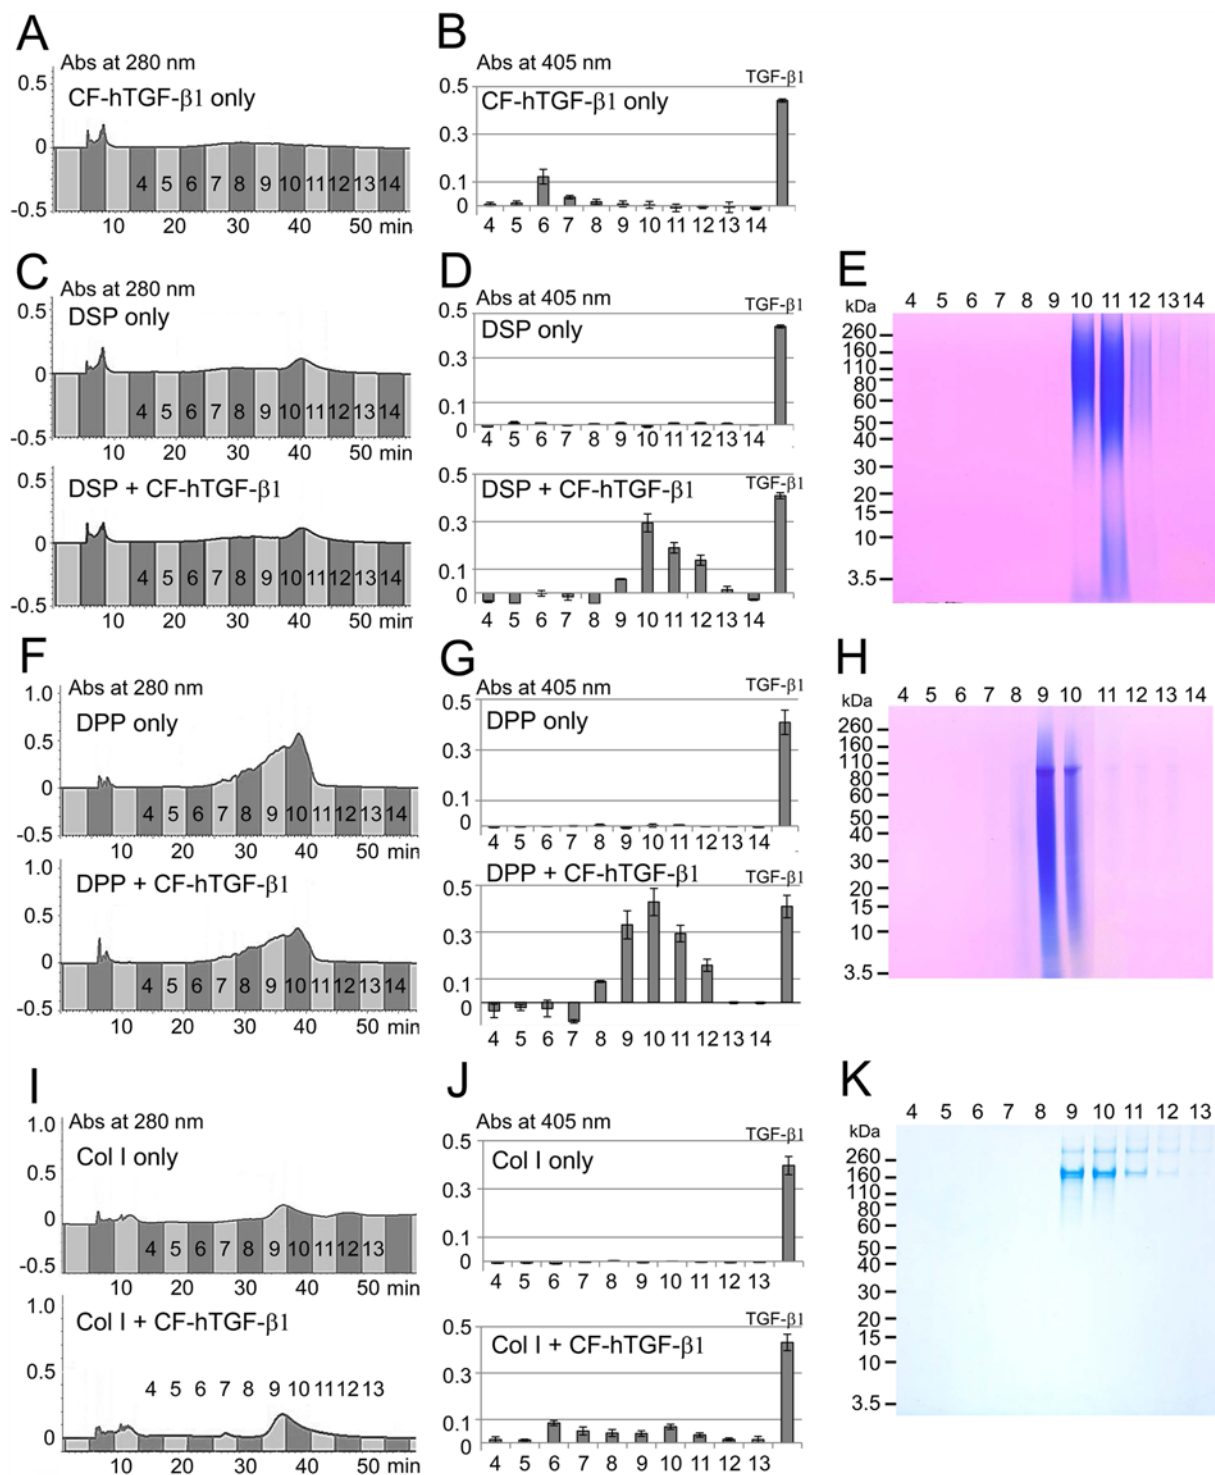 A
Abs at 280 nm
0.5
CF-hTGF-β1 only
0
4 5 6 7 8 9 10 11 12 13 14
-0.5
10 20 30 40 50 min
B
Abs at 405 nm
TGF-β1
0.5
CF-hTGF-β1 only
0.3
0.1
0
4 5 6 7 8 9 10 11 12 13 14
C
Abs at 280 nm
0.5
DSP only
0
4 5 6 7 8 9 10 11 12 13 14
-0.5
10 20 30 40 50 min
0.5
DSP + CF-hTGF-β1
0
4 5 6 7 8 9 10 11 12 13 14
-0.5
10 20 30 40 50 min
D
Abs at 405 nm
TGF-β1
0.5
DSP only
0.3
0.1
0
4 5 6 7 8 9 10 11 12 13 14
0.5
DSP + CF-hTGF-β1
TGF-β1
0.3
0.1
0
4 5 6 7 8 9 10 11 12 13 14
E
4 5 6 7 8 9 10 11 12 13 14
kDa
260
160
110
80
60
50
40
30
20
15
10
3.5
F
Abs at 280 nm
1.0
DPP only
0.5
0
4 5 6 7 8 9 10 11 12 13 14
-0.5
10 20 30 40 50 min
1.0
DPP + CF-hTGF-β1
0.5
0
4 5 6 7 8 9 10 11 12 13 14
-0.5
10 20 30 40 50 min
G
Abs at 405 nm
TGF-β1
0.5
DPP only
0.3
0.1
0
4 5 6 7 8 9 10 11 12 13 14
DPP + CF-hTGF-β1
TGF-β1
0.5
0.3
0.1
0
4 5 6 7 8 9 10 11 12 13 14
H
4 5 6 7 8 9 10 11 12 13 14
kDa
260
160
110
80
60
50
40
30
20
15
10
3.5
I
Abs at 280 nm
1.0
Col I only
0.5
0
4 5 6 7 8 9 10 11 12 13
-0.5
10 20 30 40 50 min
1.0
Col I + CF-hTGF-β1
0.5
4 5 6 7 8 9 10 11 12 13
0
10 20 30 40 50 min
J
Abs at 405 nm
TGF-β1
0.5
Col I only
0.3
0.1
0
4 5 6 7 8 9 10 11 12 13
TGF-β1
0.5
Col I + CF-hTGF-β1
0.3
0.1
0
4 5 6 7 8 9 10 11 12 13
K
4 5 6 7 8 9 10 11 12 13
kDa
260
160
110
80
60
50
40
30
20
15
10
3.5